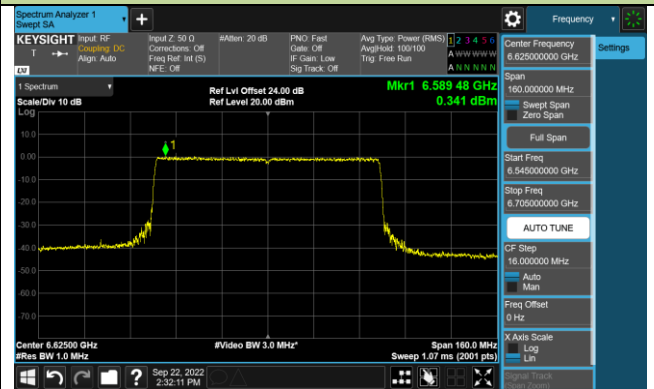 Spectrum Analyzer 1
Swept SA
KEYSIGHT
Input: RF
Coupling: DC
Align: Auto
Input Z: 50 Ω
Corrections: Off
Freq Ref: Int (S)
NFE: Off
#Atten: 20 dB
PNO: Fast
Gate: Off
IF Gain: Low
Sig Track: Off
Avg Type: Power (RMS)
Avg|Hold: 100/100
Trig: Free Run
1 2 3 4 5 6
A W W W W W
A N N N N N
LXI
1 Spectrum
Scale/Div 10 dB
Log
Ref Lvl Offset 24.00 dB
Ref Level 20.00 dBm
Mkr1 6.589 48 GHz
0.341 dBm
1
10.0
0.00
-10.0
-20.0
-30.0
-40.0
-50.0
-60.0
-70.0
Center 6.62500 GHz
#Res BW 1.0 MHz
#Video BW 3.0 MHz*
Span 160.0 MHz
Sweep 1.07 ms (2001 pts)
Sep 22, 2022
2:32:11 PM
Frequency
Settings
Center Frequency
6.625000000 GHz
Span
160.000000 MHz
Swept Span
Zero Span
Full Span
Start Freq
6.545000000 GHz
Stop Freq
6.705000000 GHz
AUTO TUNE
CF Step
16.000000 MHz
Auto
Man
Freq Offset
0 Hz
X Axis Scale
Log
Lin
Signal Track
(Span Zoom)